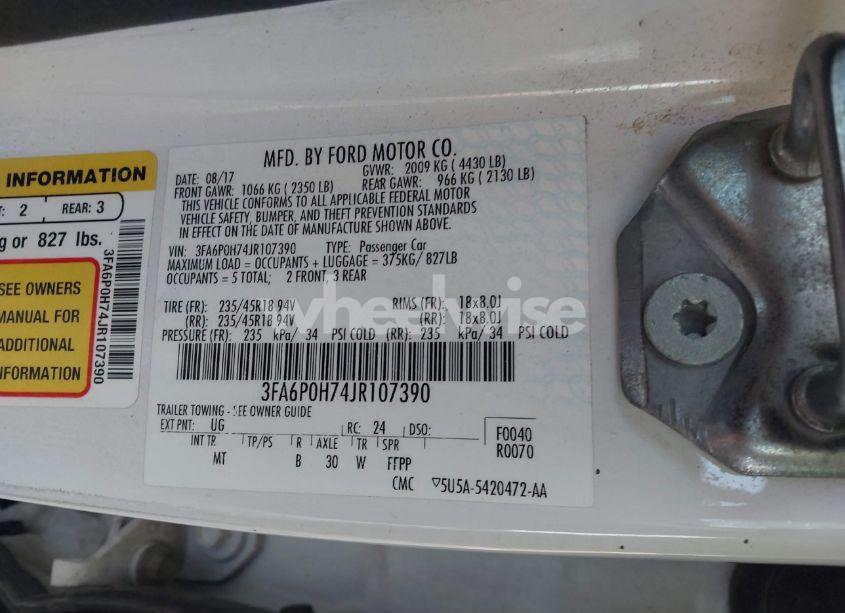 INFORMATION
2 REAR: 3
g or 827 lbs.
SEE OWNERS
MANUAL FOR
ADDITIONAL
INFORMATION
3FA6P0H74JR107390
MFD. BY FORD MOTOR CO.
DATE: 08/17 GVWR: 2009 KG ( 4430 LB)
FRONT GAWR: 1066 KG ( 2350 LB) REAR GAWR: 966 KG ( 2130 LB)
THIS VEHICLE CONFORMS TO ALL APPLICABLE FEDERAL MOTOR
VEHICLE SAFETY, BUMPER, AND THEFT PREVENTION STANDARDS
IN EFFECT ON THE DATE OF MANUFACTURE SHOWN ABOVE.
VIN: 3FA6P0H74JR107390 TYPE: Passenger Car
MAXIMUM LOAD = OCCUPANTS + LUGGAGE = 375KG/ 827LB
OCCUPANTS = 5 TOTAL; 2 FRONT, 3 REAR
wheelwise
TIRE (FR): 235/45R18 94V RIMS (FR): 18x8.0J
(RR): 235/45R18 94V (RR): 18x8.0J
PRESSURE (FR): 235 kPa/ 34 PSI COLD (RR): 235 kPa/ 34 PSI COLD
3FA6P0H74JR107390
TRAILER TOWING - SEE OWNER GUIDE
EXT PNT: UG RC: 24 DSO: F0040
INT TR TP/PS R AXLE TR SPR R0070
MT B 30 W FFPP
CMC ▽5U5A-5420472-AA